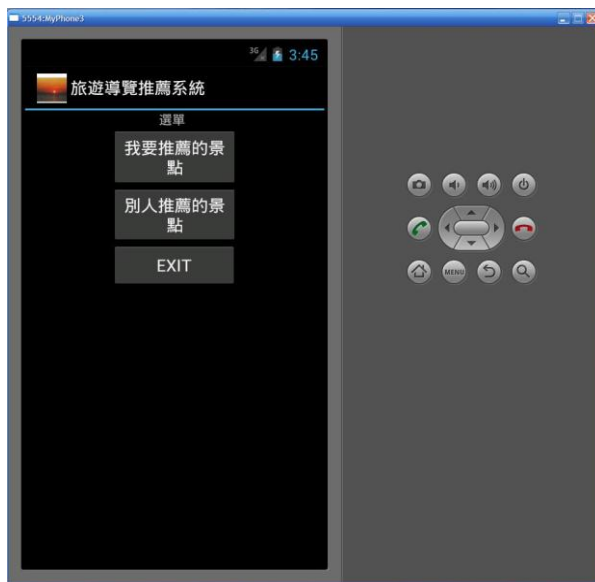 5554:MyPhone3
3G 3:45
旅遊導覽推薦系統
選單
我要推薦的景
點
別人推薦的景
點
EXIT
MENU